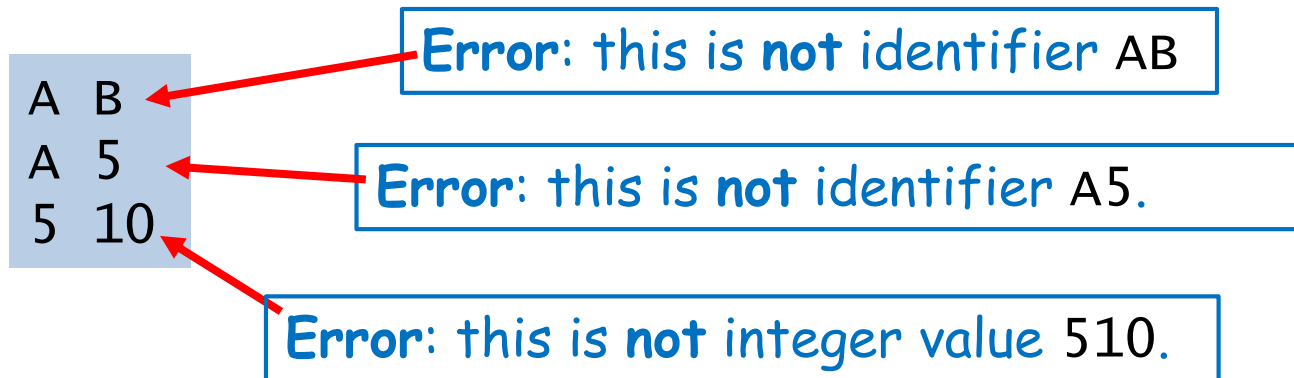 Error: this is not identifier AB
A B
A 5
Error: this is not identifier A5.
5 10
Error: this is not integer value 510.